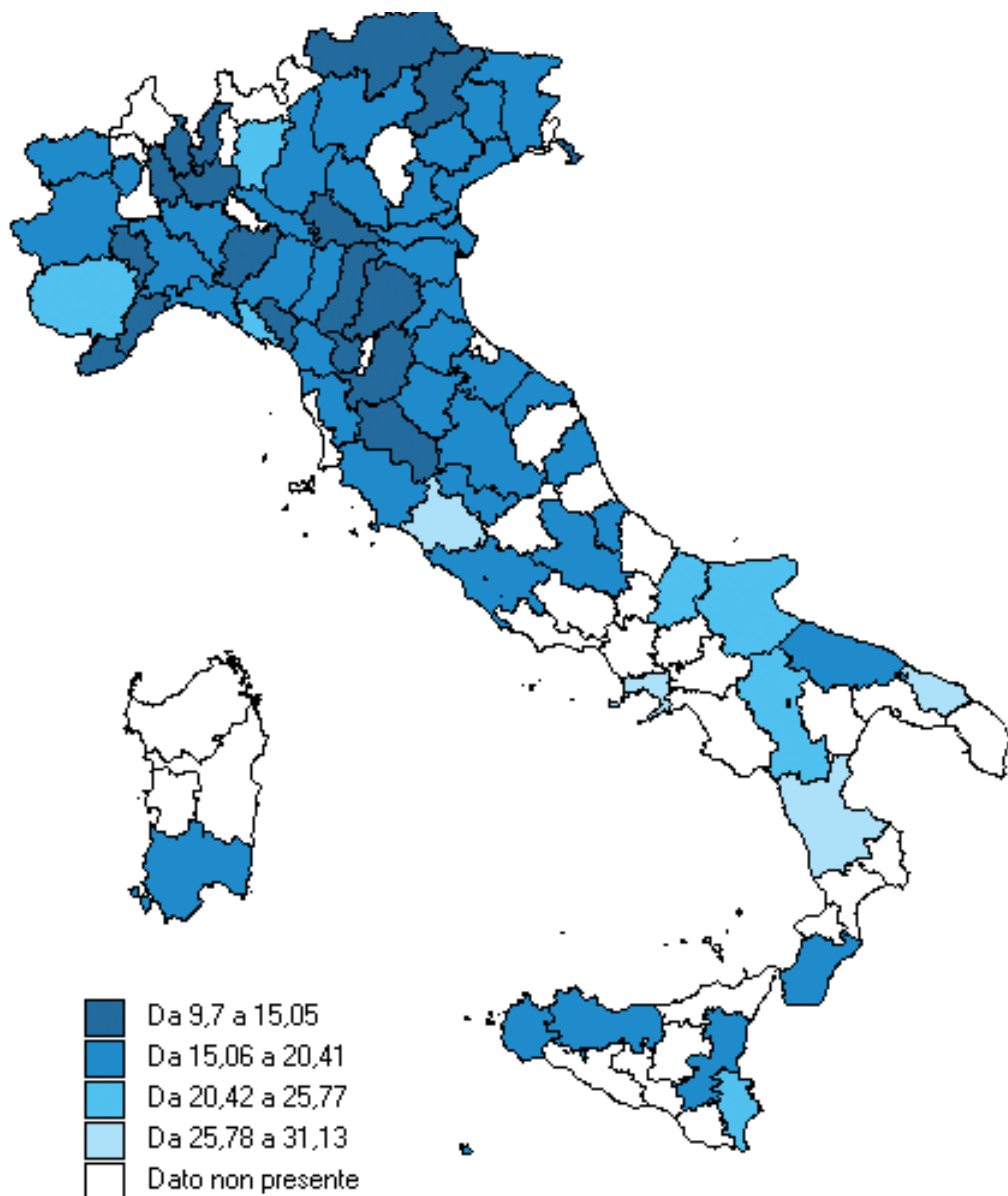 Da 9,7 a 15,05
Da 15,06 a 20,41
Da 20,42 a 25,77
Da 25,78 a 31,13
Dato non presente